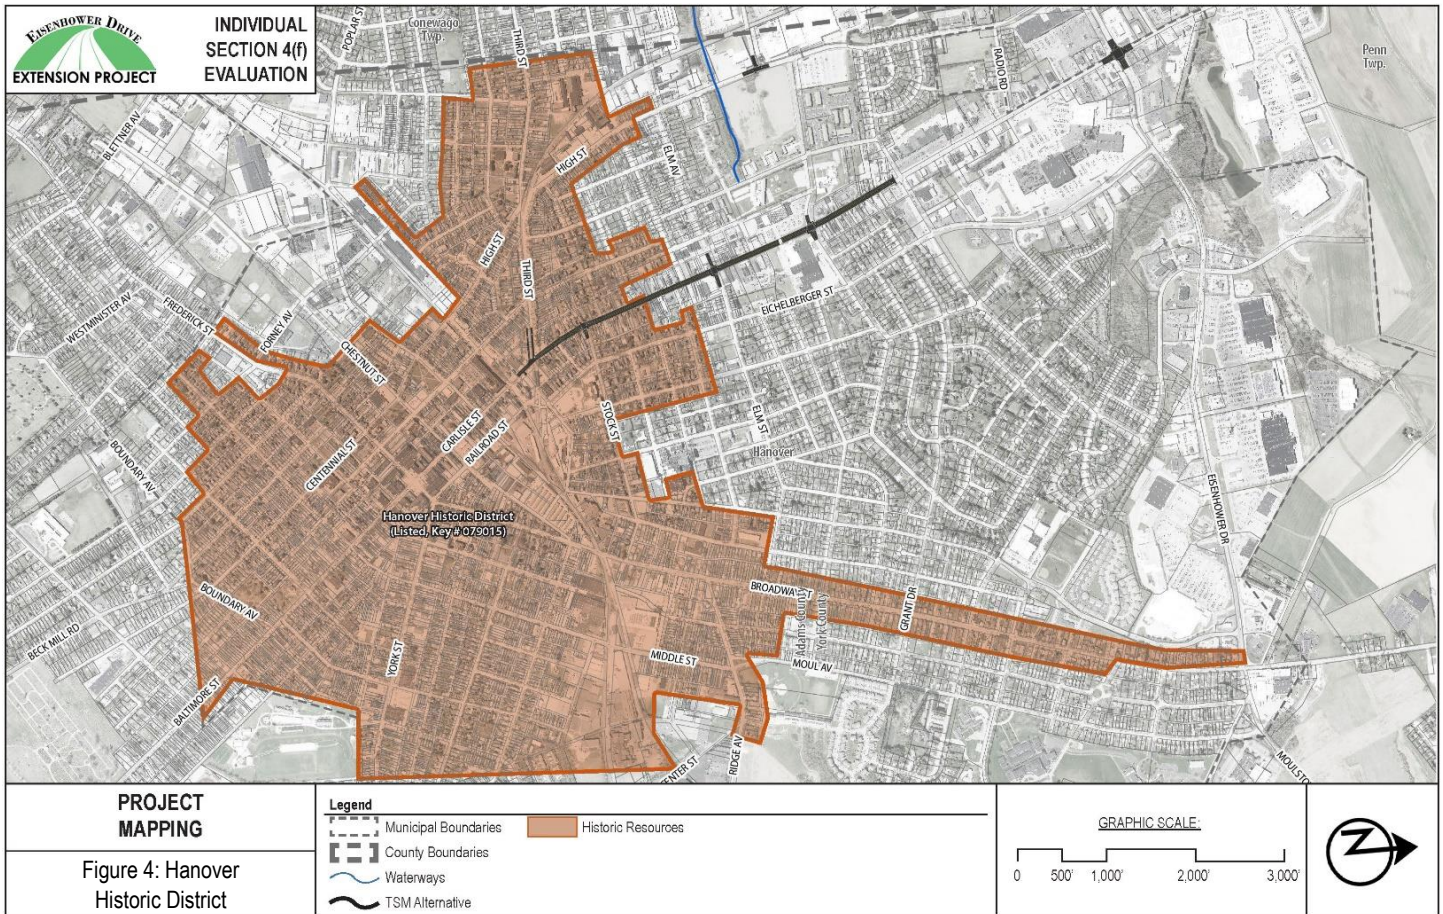 EISENHOWER DRIVE
EXTENSION PROJECT
INDIVIDUAL
SECTION 4(f)
EVALUATION
Conewago
Twp.
POPLAR ST
THIRD ST
RADIO RD
Penn
Twp.
BLETTNER AV
HIGH ST
ELM AV
HIGH ST
THIRD ST
EICHELBERGER ST
WESTMINISTER AV
FREDERICK ST
FORNEY AV
CHESTNUT ST
CARLISLE ST
RAILROAD ST
STOCK ST
ELM ST
Hanover
BOUNDARY AV
CENTENNIAL ST
EISENHOWER DR
Hanover Historic District
(Listed, Key # 079015)
BOUNDARY AV
BROADWAY ST
Adams County
York County
GRANT DR
BECK MILL RD
YORK ST
MIDDLE ST
MOUL AV
BALTIMORE ST
RIDGE AV
CENTER ST
MOULSTO
PROJECT
MAPPING
Figure 4: Hanover
Historic District
Legend
Municipal Boundaries
Historic Resources
County Boundaries
Waterways
TSM Alternative
GRAPHIC SCALE:
0 500' 1,000' 2,000' 3,000'
Z